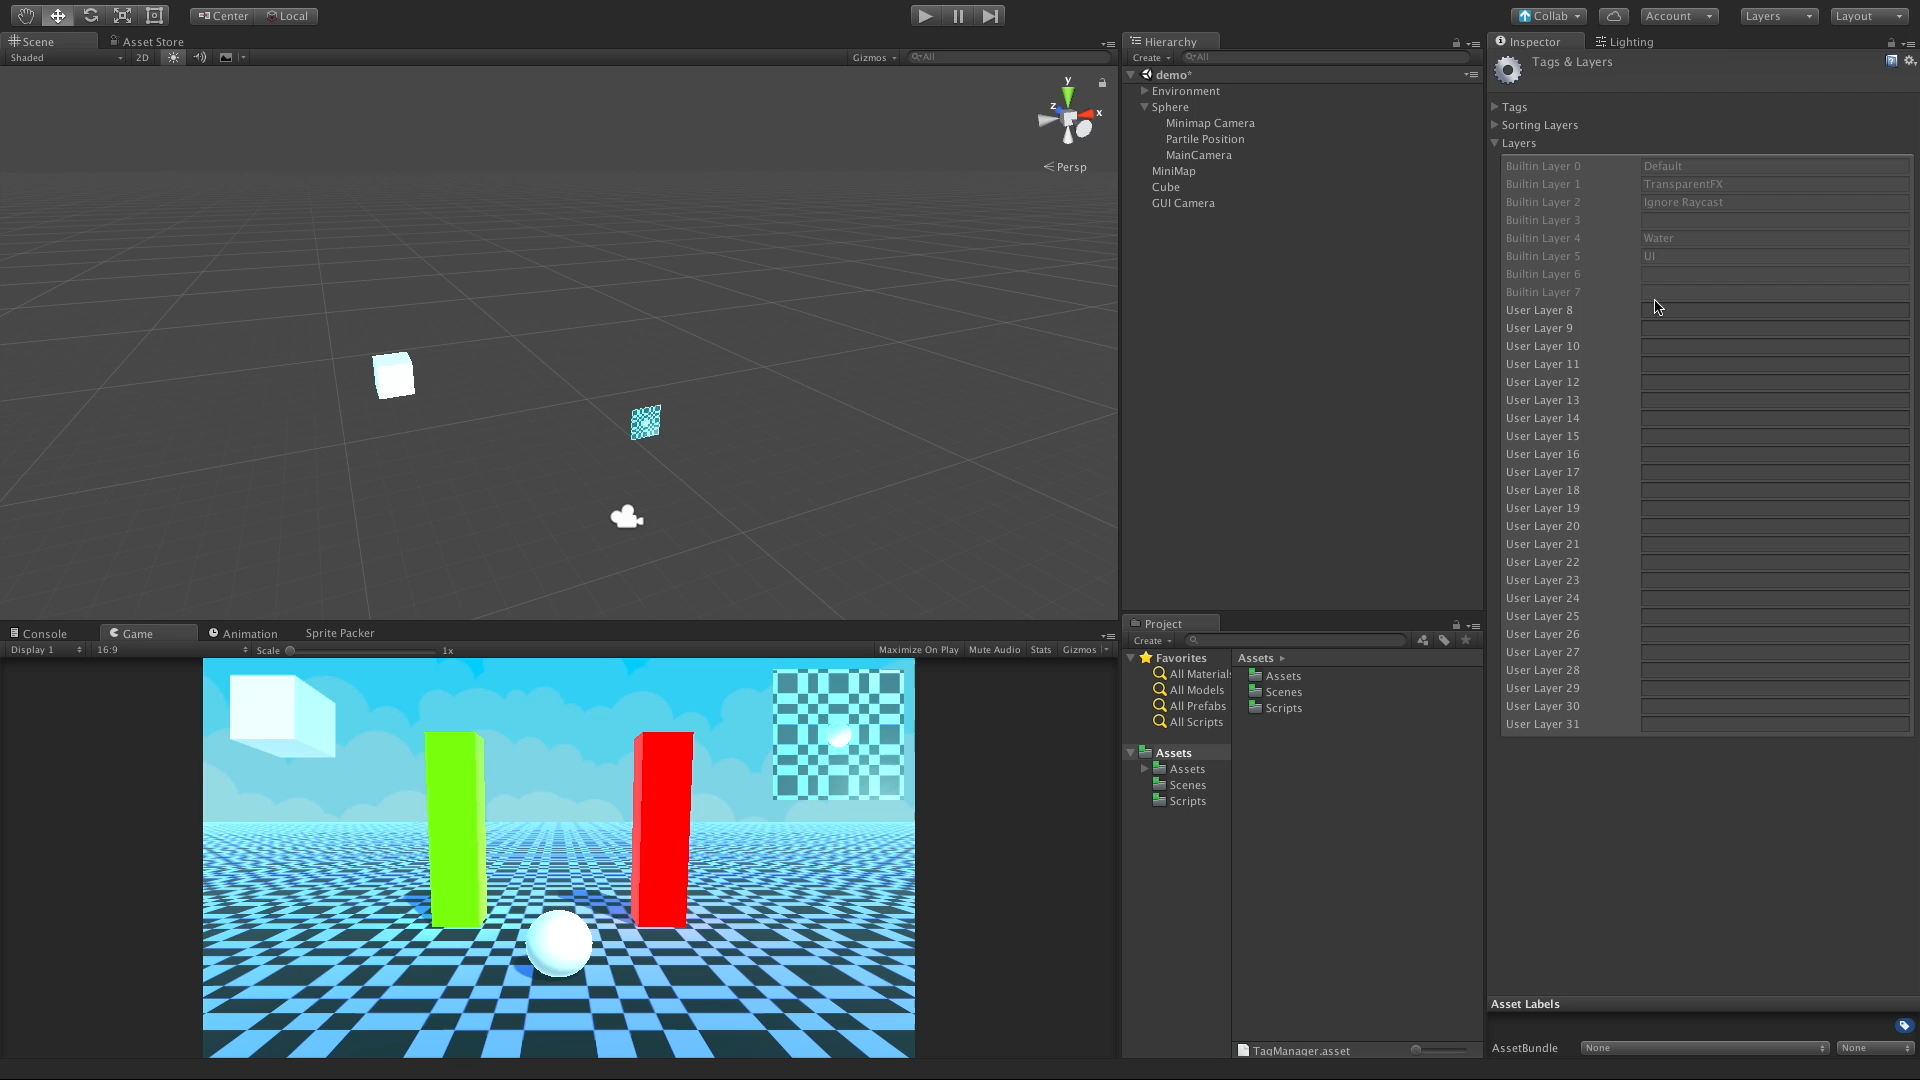 Center
Local
Collab
Account
Layers
Layout
Scene
Asset Store
Shaded
2D
Gizmos
All
y
z
x
Persp
Hierarchy
Create
All
demo*
Environment
Sphere
Minimap Camera
Partile Position
MainCamera
MiniMap
Cube
GUI Camera
Inspector
Lighting
Tags & Layers
Tags
Sorting Layers
Layers
Builtin Layer 0 Default
Builtin Layer 1 TransparentFX
Builtin Layer 2 Ignore Raycast
Builtin Layer 3
Builtin Layer 4 Water
Builtin Layer 5 UI
Builtin Layer 6
Builtin Layer 7
User Layer 8
User Layer 9
User Layer 10
User Layer 11
User Layer 12
User Layer 13
User Layer 14
User Layer 15
User Layer 16
User Layer 17
User Layer 18
User Layer 19
User Layer 20
User Layer 21
User Layer 22
User Layer 23
User Layer 24
User Layer 25
User Layer 26
User Layer 27
User Layer 28
User Layer 29
User Layer 30
User Layer 31
Console
Game
Animation
Sprite Packer
Display 1
16:9
Scale
1x
Maximize On Play
Mute Audio
Stats
Gizmos
Project
Create
Favorites
All Materials
All Models
All Prefabs
All Scripts
Assets
Assets
Scenes
Scripts
Assets
Assets
Scenes
Scripts
TagManager.asset
Asset Labels
AssetBundle None None